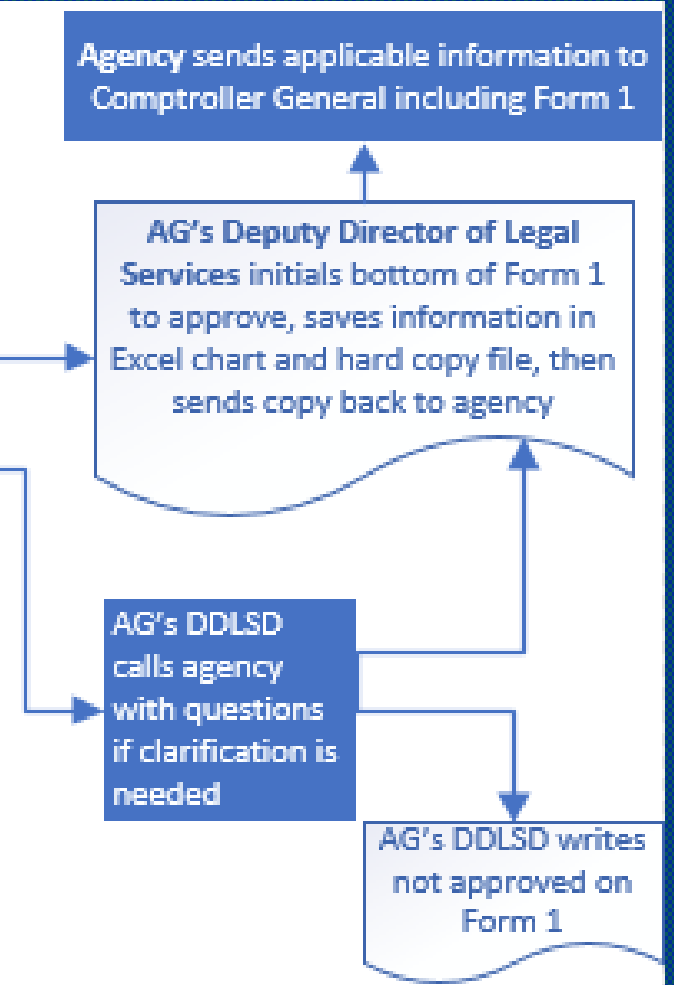 Agency sends applicable information to
Comptroller General including Form 1
AG's Deputy Director of Legal
Services initials bottom of Form 1
to approve, saves information in
Excel chart and hard copy file, then
sends copy back to agency
AG's DDLSD
calls agency
with questions
if clarification is
needed
AG's DDLSD writes
not approved on
Form 1